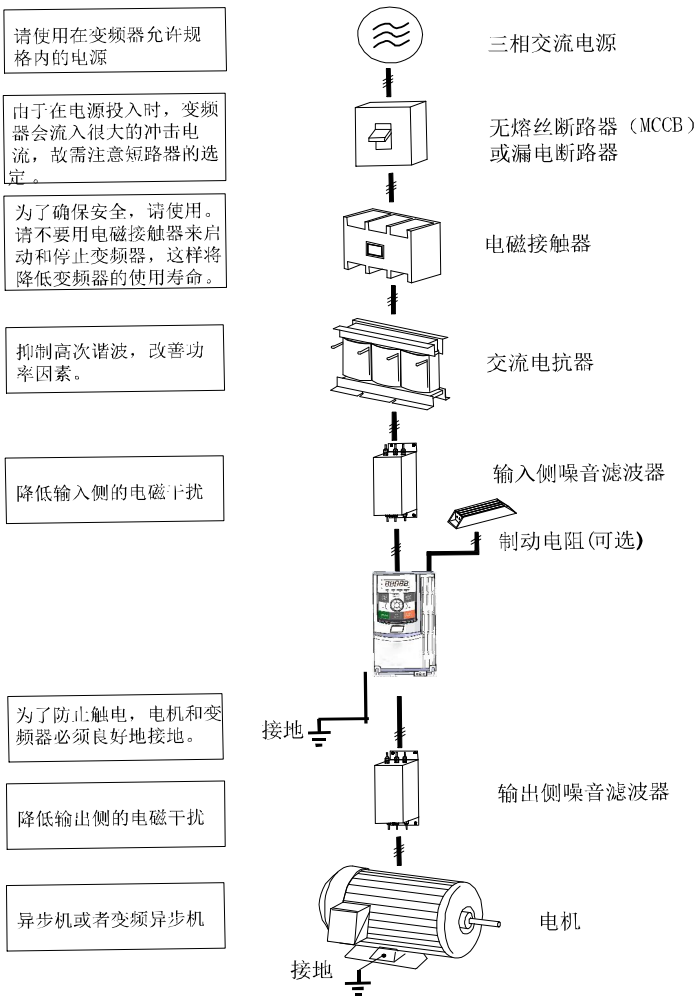 请使用在变频器允许规
格内的电源
三相交流电源
由于在电源投入时，变频
器会流入很大的冲击电
流，故需注意短路器的选
定。
无熔丝断路器（MCCB）
或漏电断路器
为了确保安全，请使用。
请不要用电磁接触器来启
动和停止变频器，这样将
降低变频器的使用寿命。
电磁接触器
抑制高次谐波，改善功
率因素。
交流电抗器
降低输入侧的电磁干扰
输入侧噪音滤波器
制动电阻(可选)
为了防止触电，电机和变
频器必须良好地接地。
接地
降低输出侧的电磁干扰
输出侧噪音滤波器
异步机或者变频异步机
电机
接地